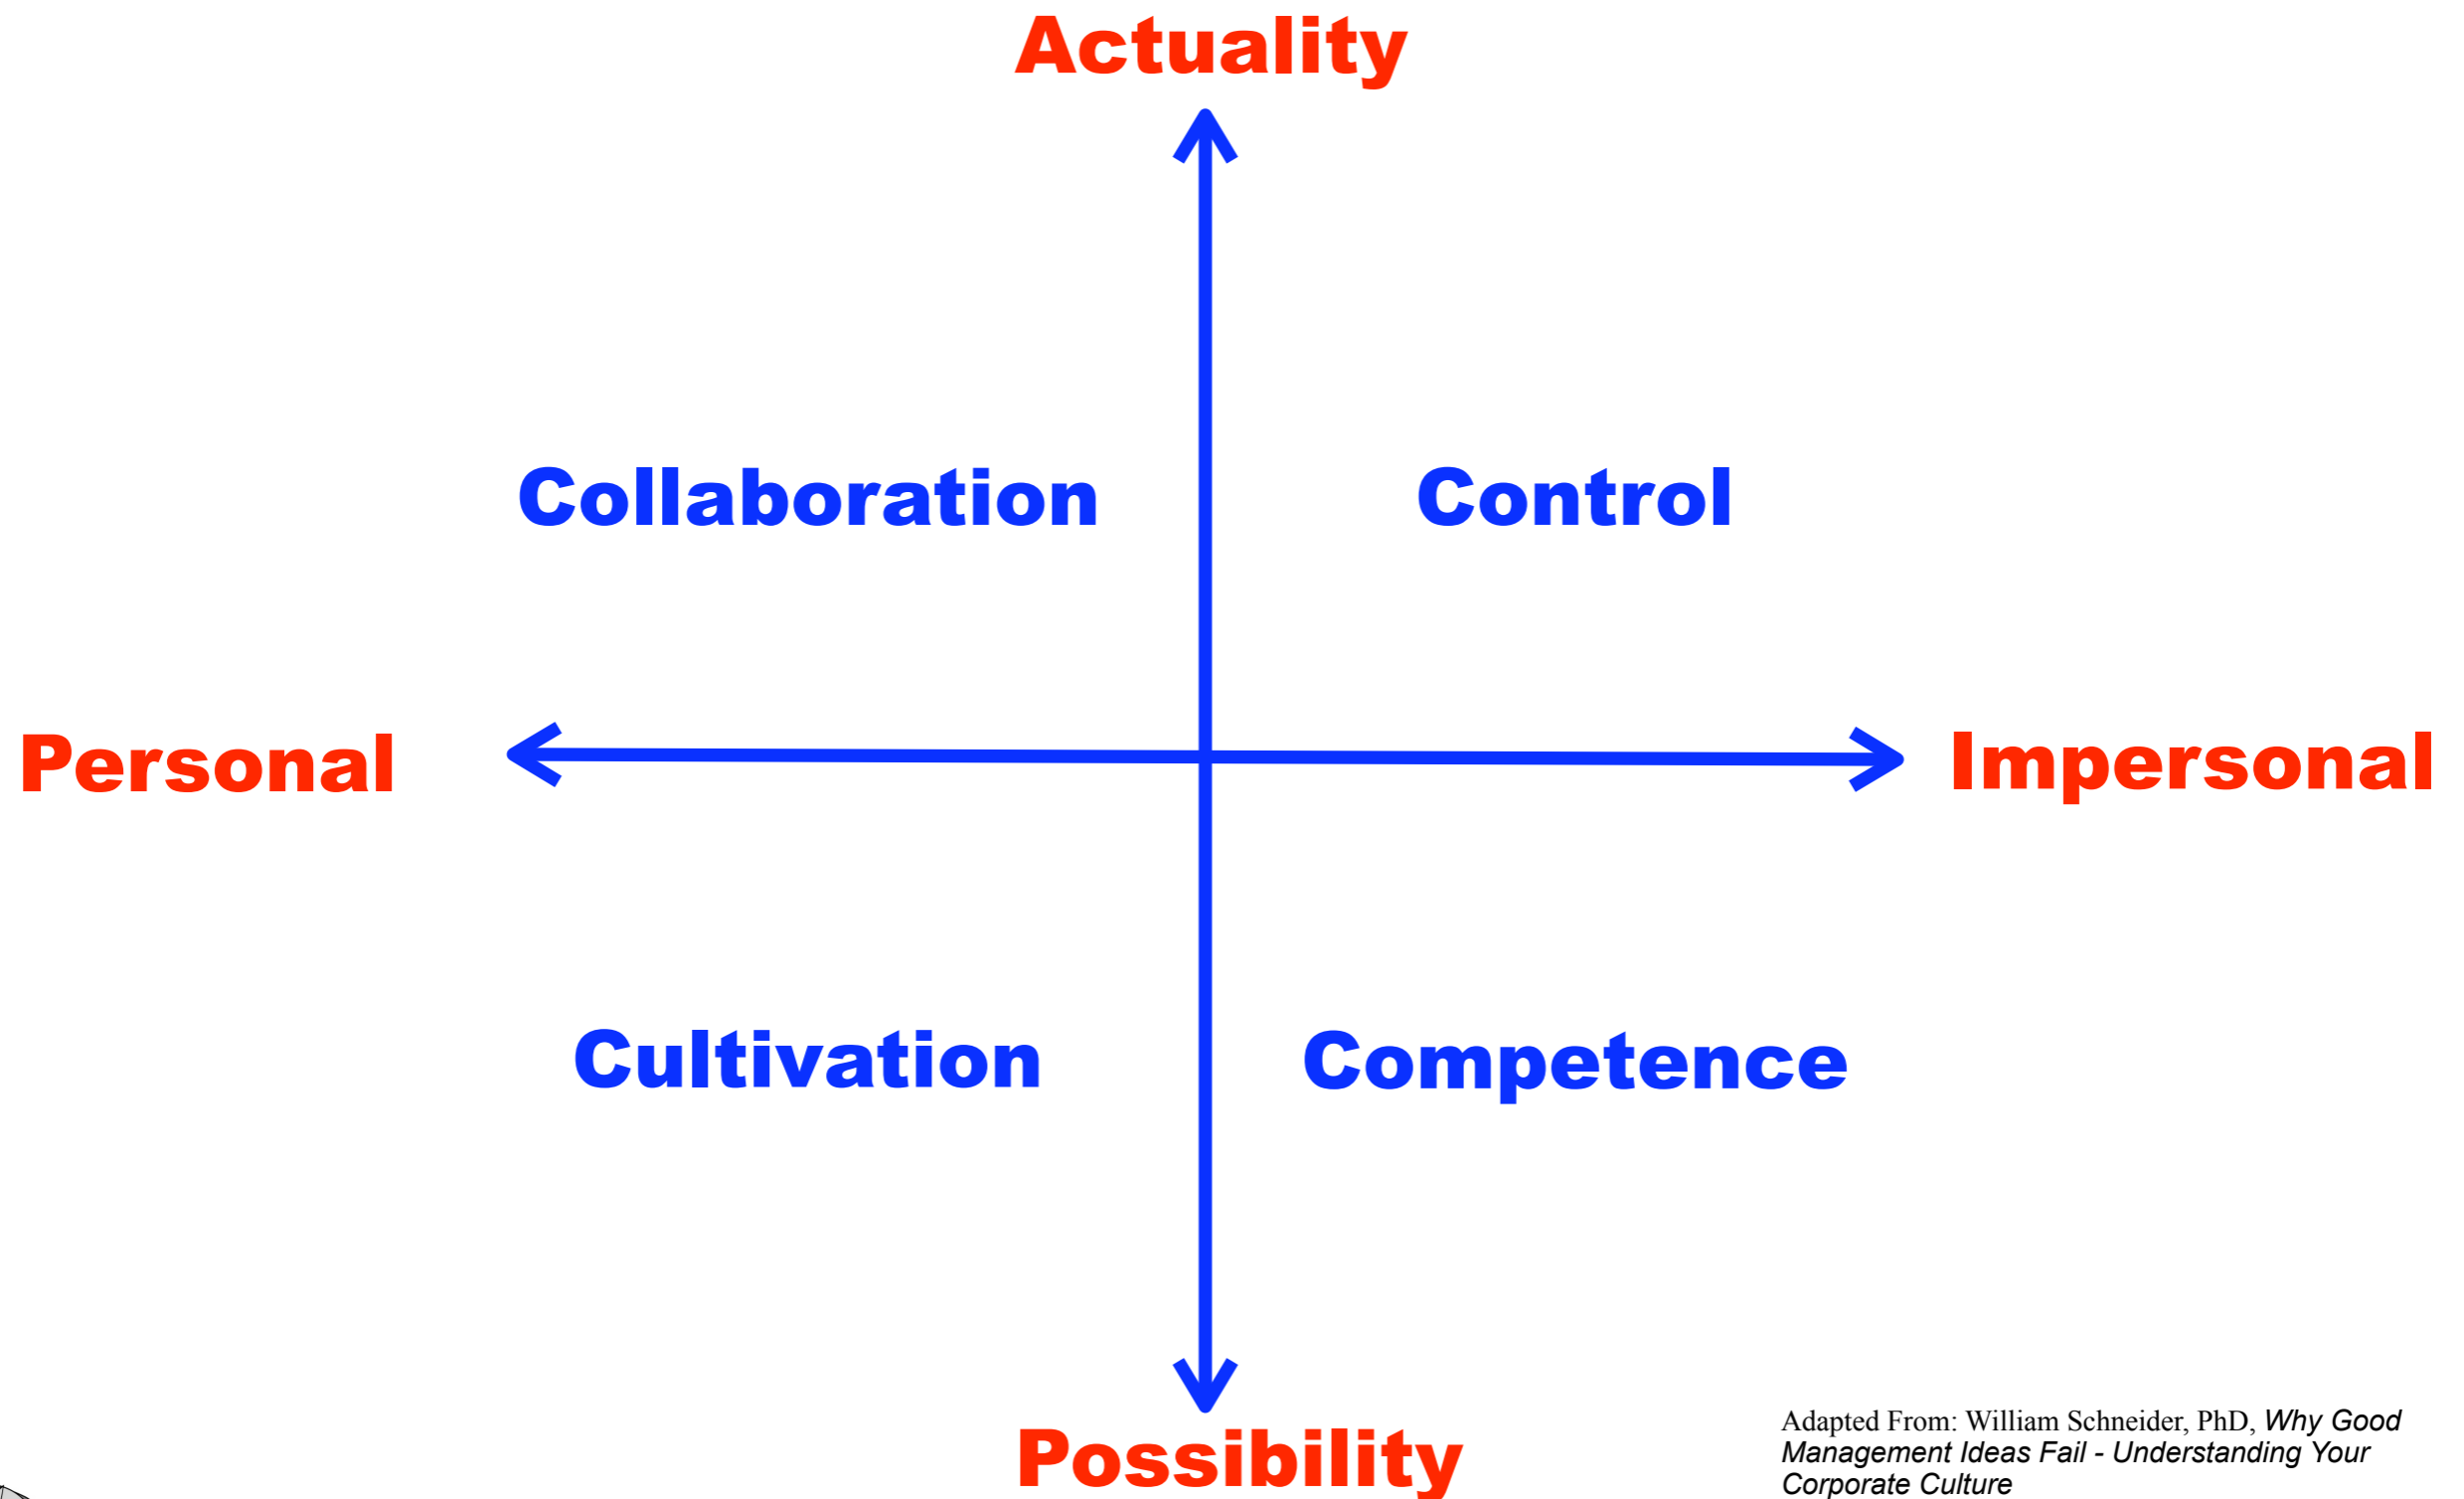 Actuality
Collaboration
Control
Personal
Impersonal
Cultivation
Competence
Possibility
Adapted From: William Schneider, PhD, Why Good
Management Ideas Fail - Understanding Your
Corporate Culture